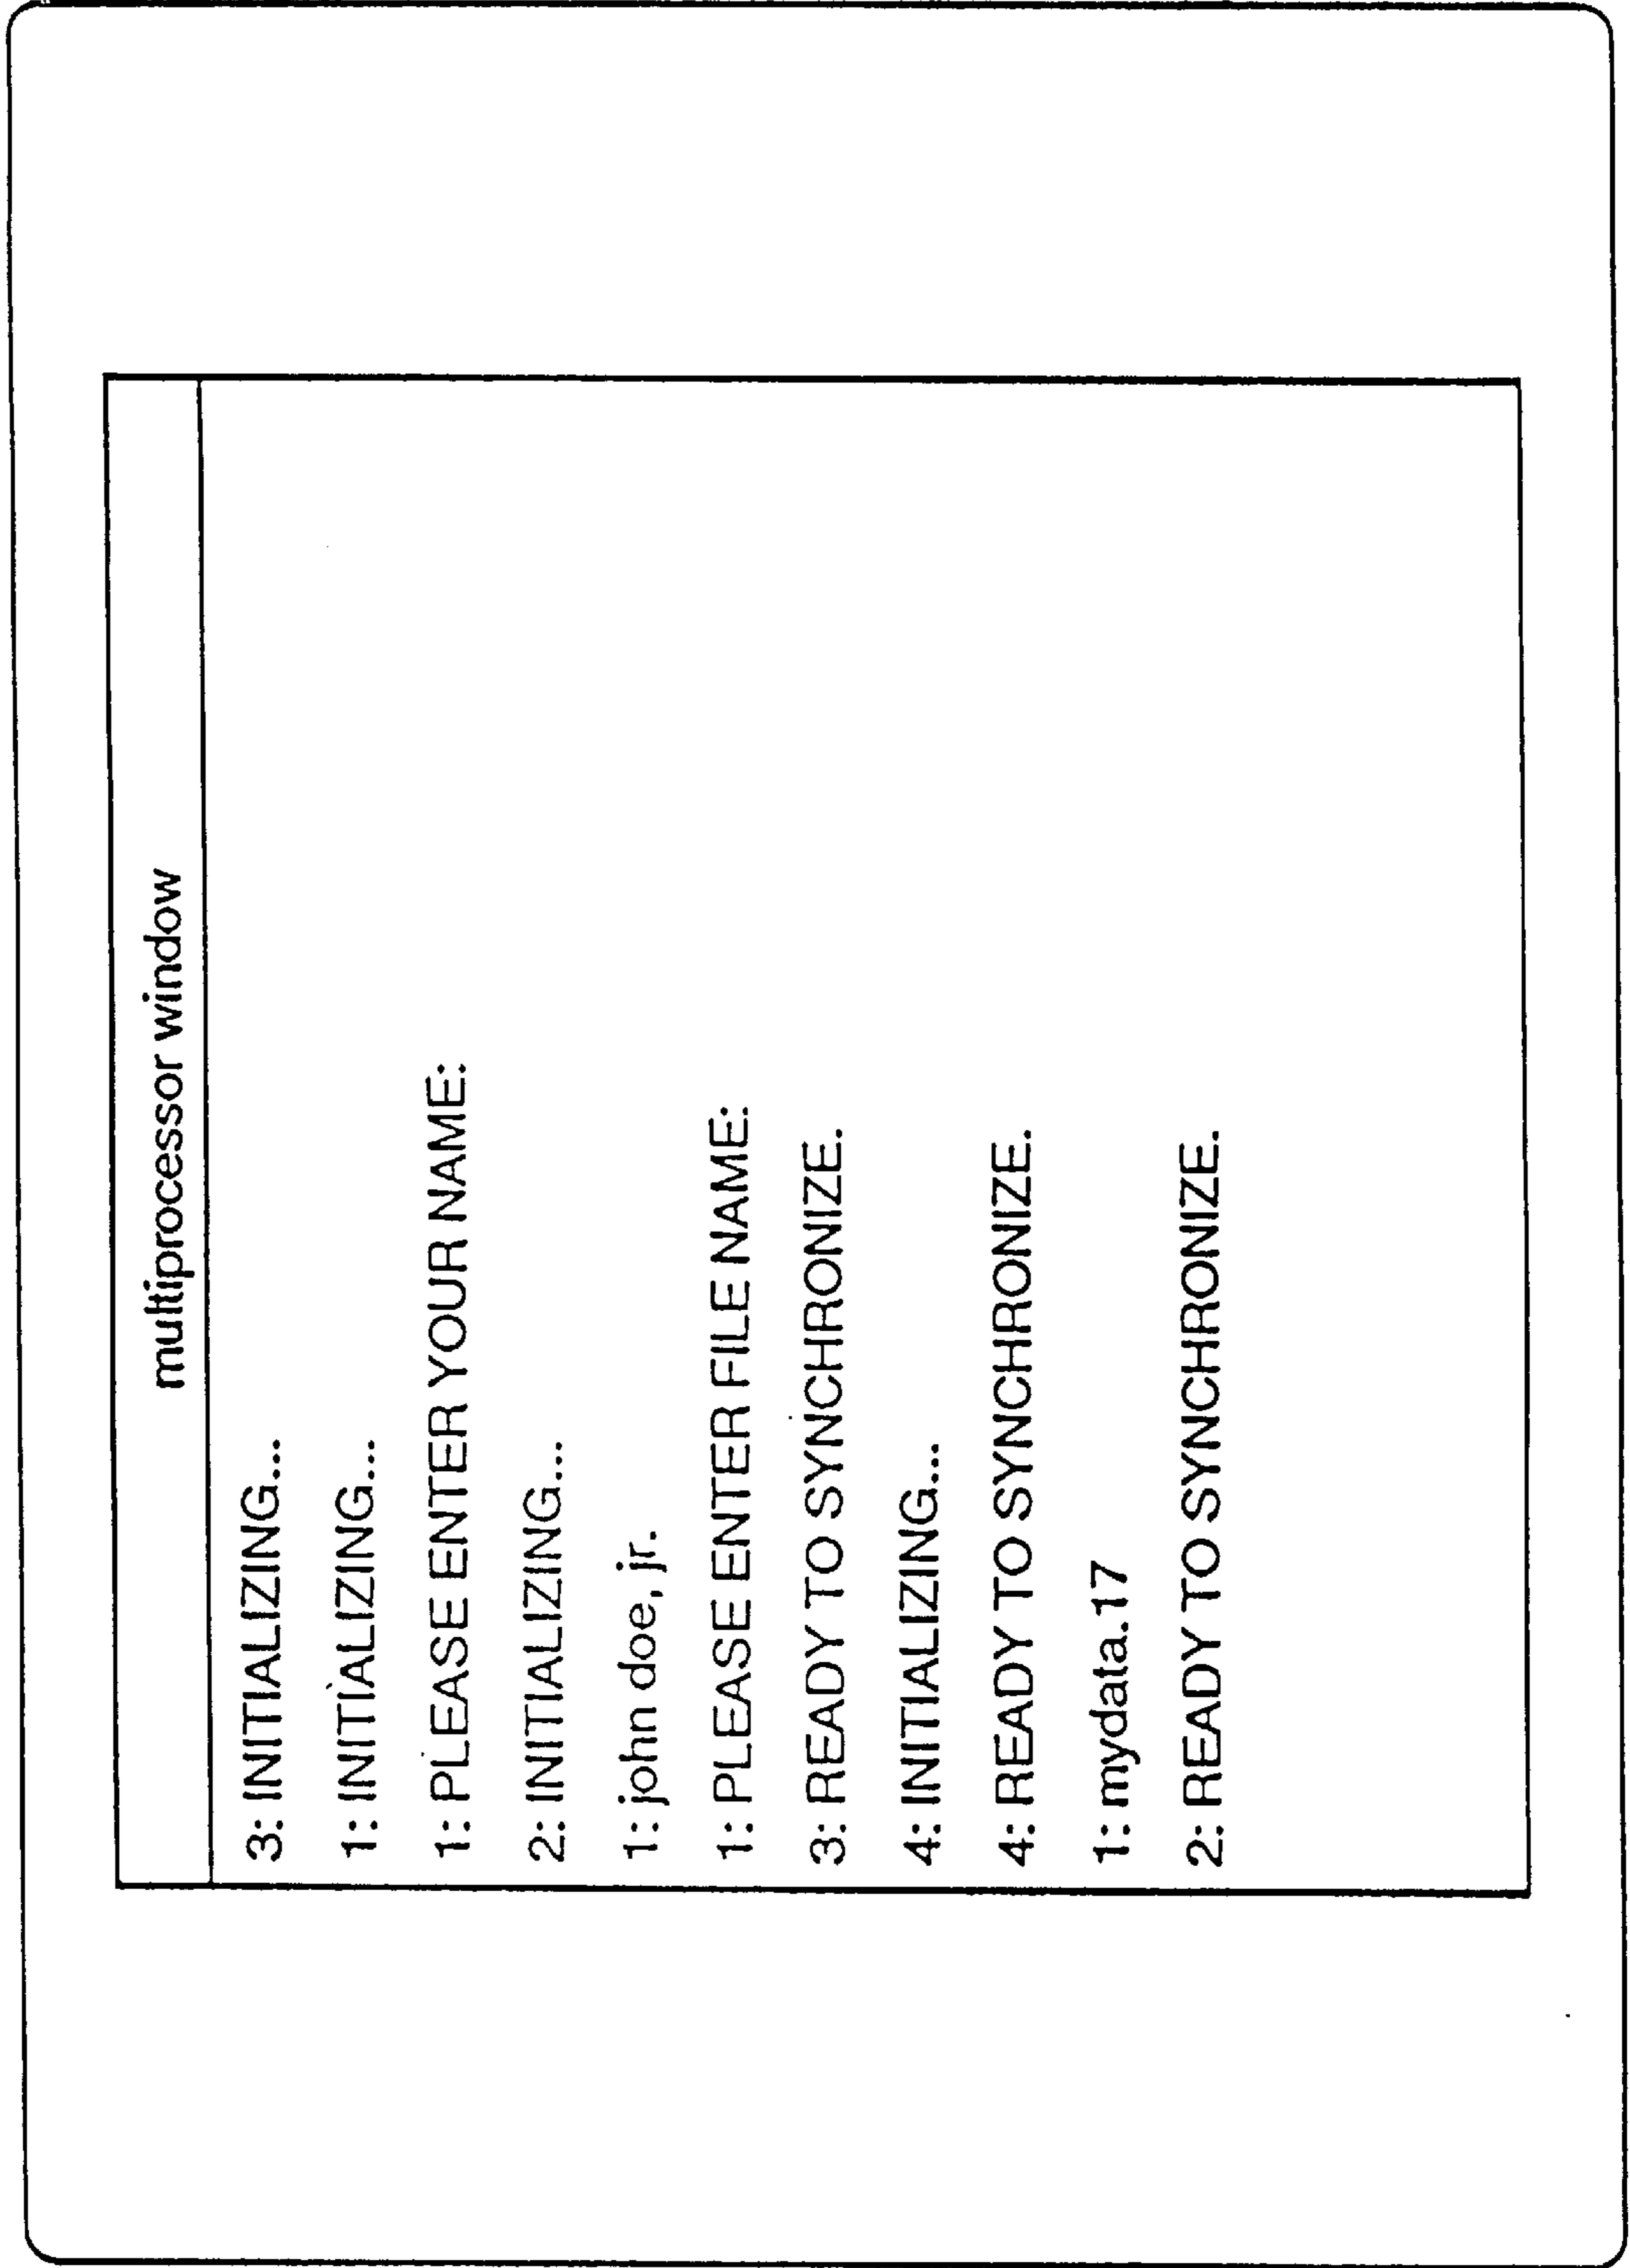 multiprocessor window
3: INITIALIZING...
1: INITIALIZING...
1: PLEASE ENTER YOUR NAME:
2: INITIALIZING...
1: john doe, jr.
1: PLEASE ENTER FILE NAME:
3: READY TO SYNCHRONIZE.
4: INITIALIZING...
4: READY TO SYNCHRONIZE.
1: mydata.17
2: READY TO SYNCHRONIZE.